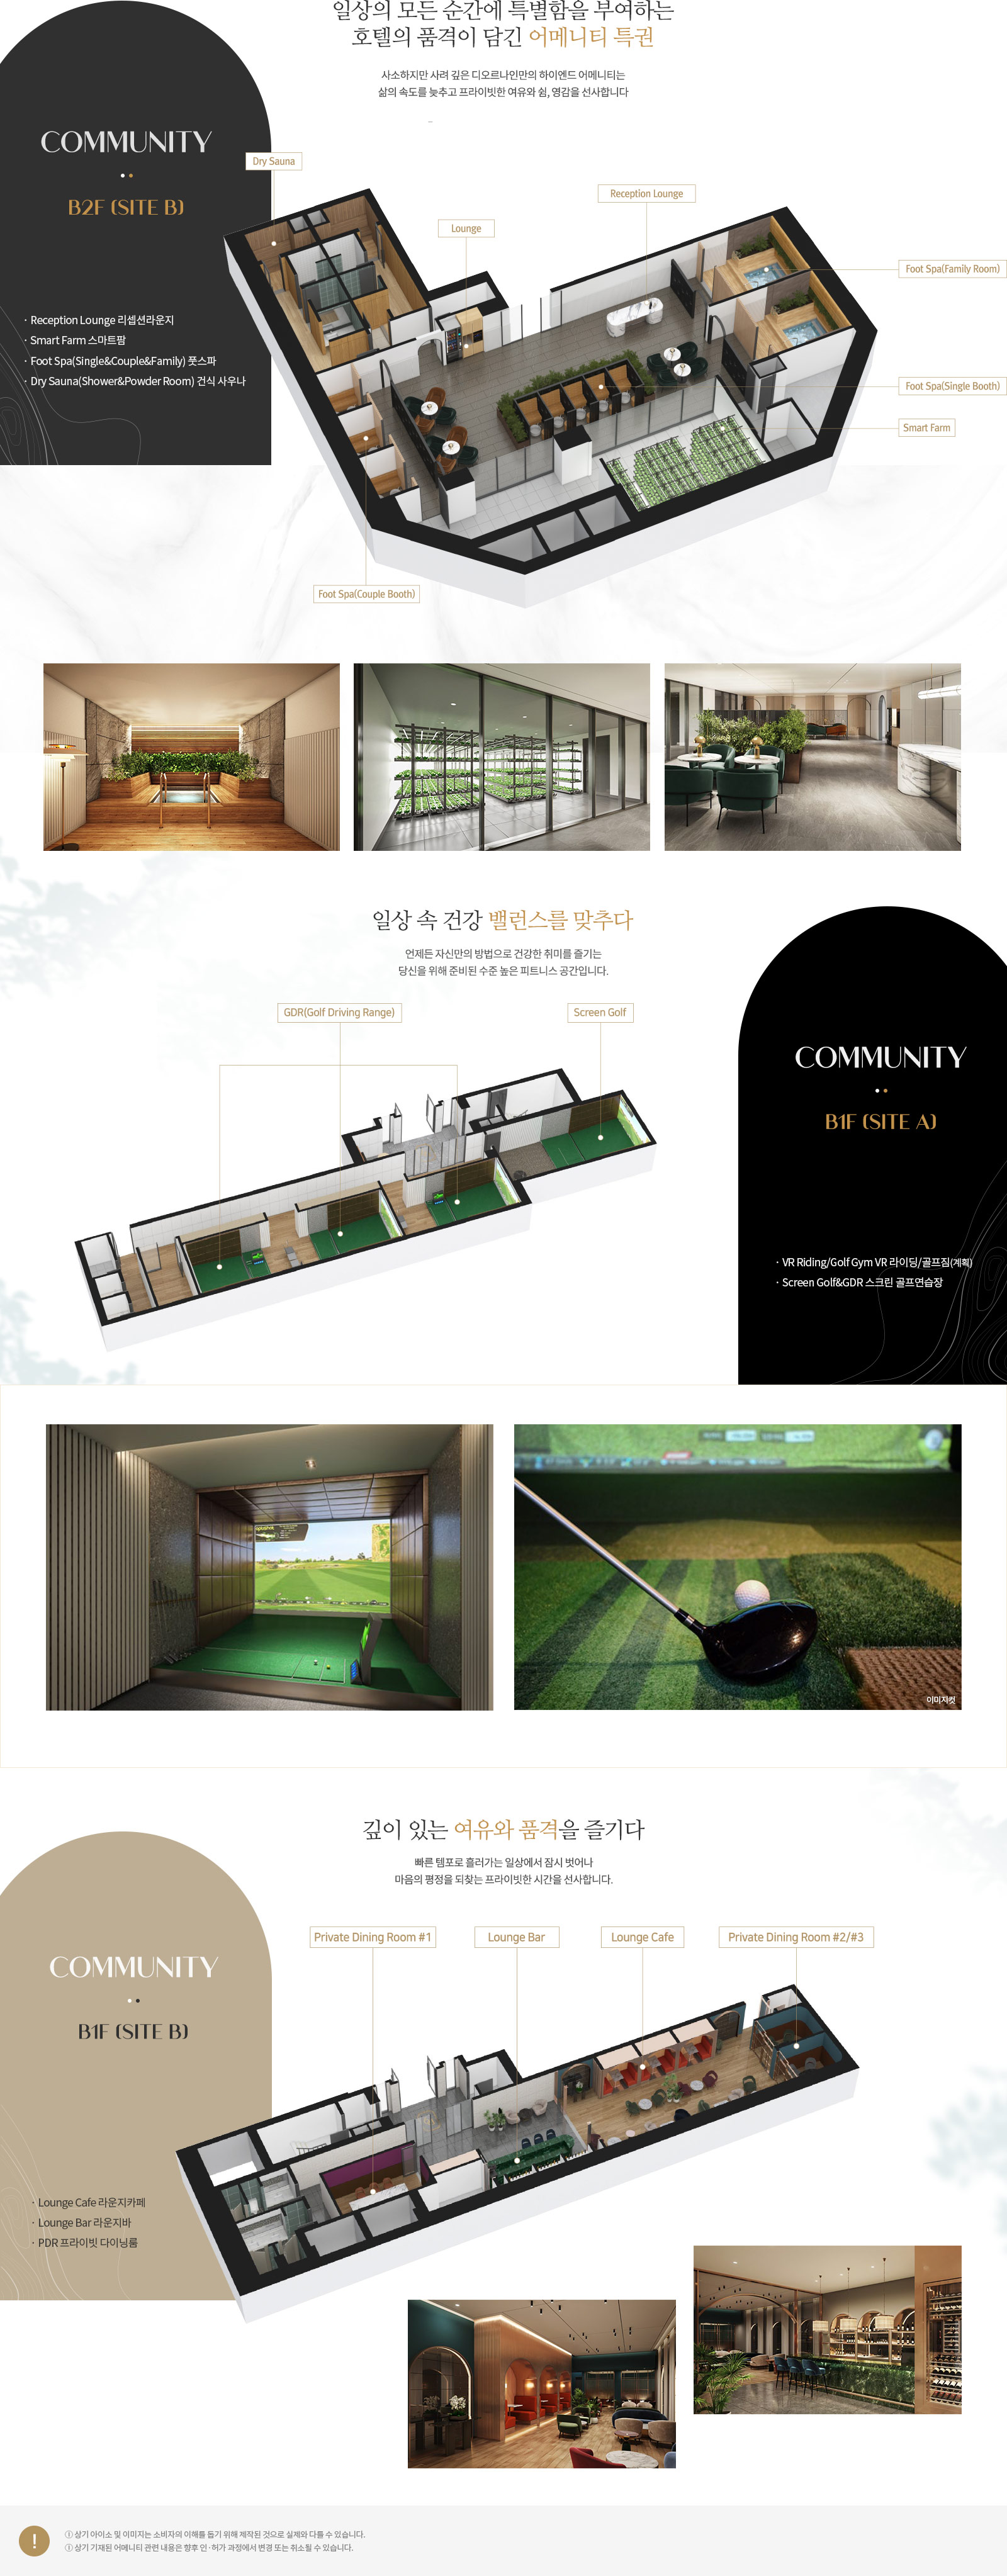 일상의 모든 순간에 특별함을 부여하는
호텔의 품격이 담긴 어메니티 특권
사소하지만 사려 깊은 디오르나인만의 하이엔드 어메니티는
삶의 속도를 늦추고 프라이빗한 여유와 쉼, 영감을 선사합니다
COMMUNITY
B2F (SITE B)
· Reception Lounge 리셉션라운지
· Smart Farm 스마트팜
· Foot Spa(Single&Couple&Family) 풋스파
· Dry Sauna(Shower&Powder Room) 건식 사우나
Dry Sauna
Lounge
Reception Lounge
Foot Spa(Family Room)
Foot Spa(Single Booth)
Smart Farm
Foot Spa(Couple Booth)
일상 속 건강 밸런스를 맞추다
언제든 자신만의 방법으로 건강한 취미를 즐기는
당신을 위해 준비된 수준 높은 피트니스 공간입니다.
GDR(Golf Driving Range)
Screen Golf
COMMUNITY
B1F (SITE A)
· VR Riding/Golf Gym VR 라이딩/골프짐(계획)
· Screen Golf&GDR 스크린 골프연습장
이미지컷
깊이 있는 여유와 품격을 즐기다
빠른 템포로 흘러가는 일상에서 잠시 벗어나
마음의 평정을 되찾는 프라이빗한 시간을 선사합니다.
COMMUNITY
B1F (SITE B)
Private Dining Room #1
Lounge Bar
Lounge Cafe
Private Dining Room #2/#3
· Lounge Cafe 라운지카페
· Lounge Bar 라운지바
· PDR 프라이빗 다이닝룸
! 상기 아이소 및 이미지는 소비자의 이해를 돕기 위해 제작된 것으로 실제와 다를 수 있습니다.
! 상기 기재된 어메니티 관련 내용은 향후 인·허가 과정에서 변경 또는 취소될 수 있습니다.